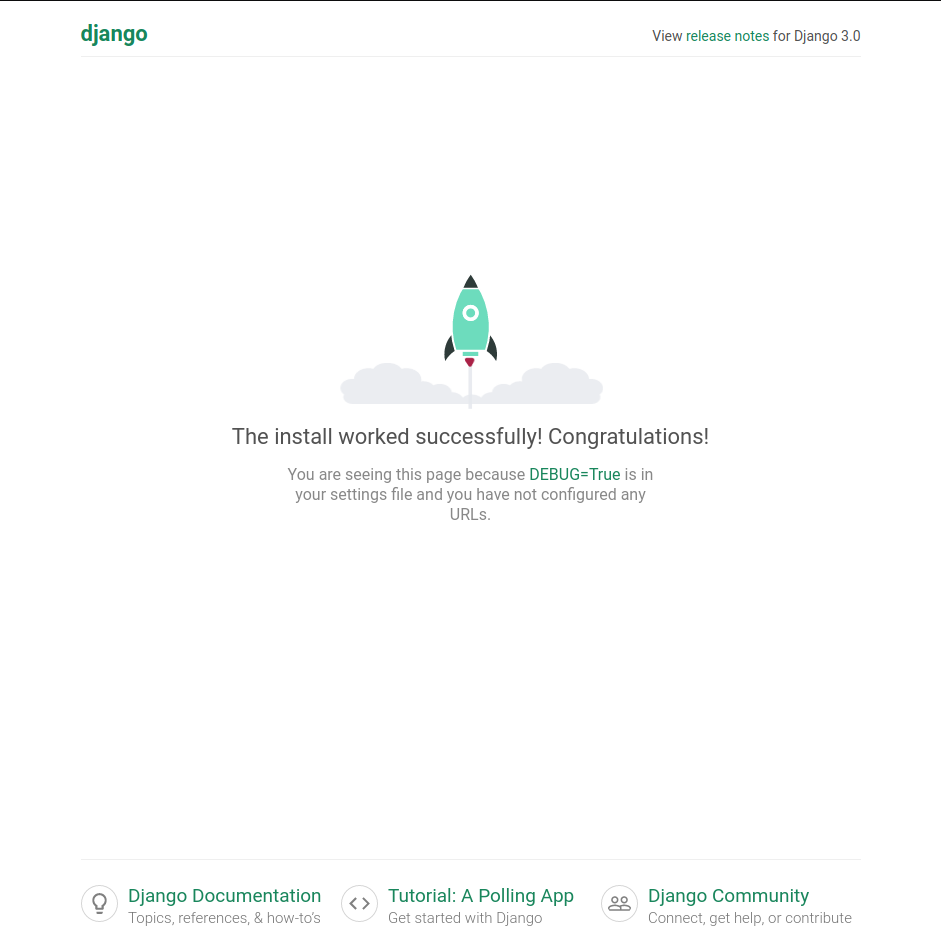 django
View release notes for Django 3.0
The install worked successfully! Congratulations!
You are seeing this page because DEBUG=True is in
your settings file and you have not configured any
URLs.
Django Documentation
Topics, references, & how-to’s
Tutorial: A Polling App
Get started with Django
Django Community
Connect, get help, or contribute